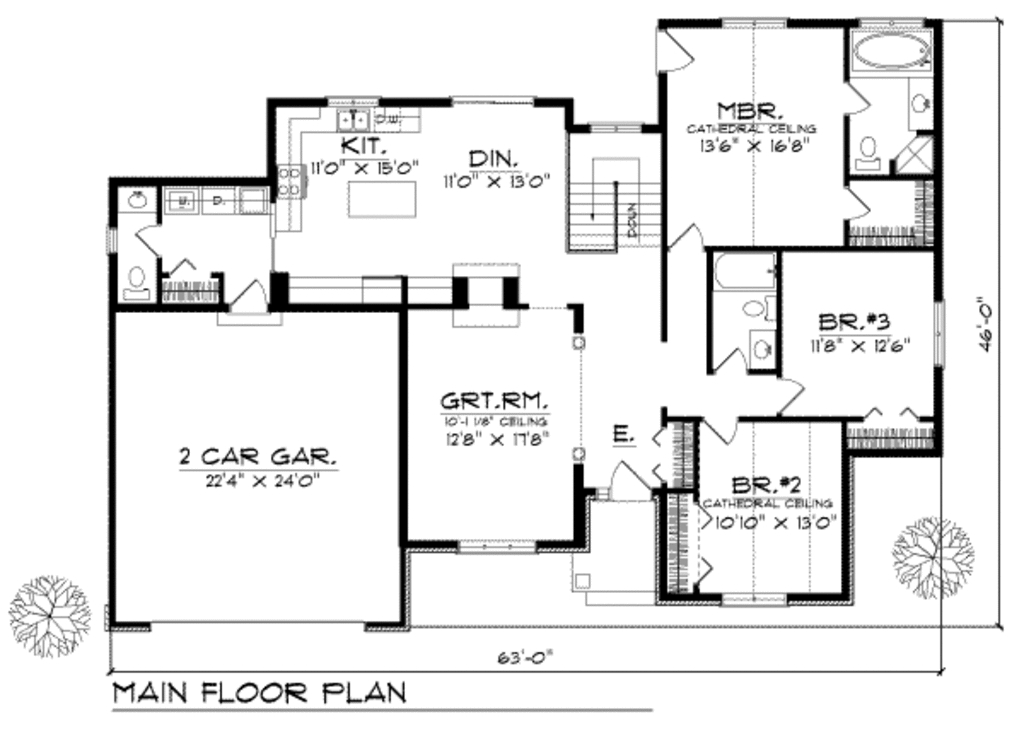 MBR.
CATHEDRAL CEILING
13'6" X 16'8"
D.W.
KIT.
11'0" X 15'0"
DIN.
11'0" X 13'0"
W. D.
DOWN
BR.#3
11'8" X 12'6"
46'-0"
GRT.RM.
10'-1 1/8" CEILING
12'8" X 17'8"
E.
2 CAR GAR.
22'4" X 24'0"
BR.#2
CATHEDRAL CEILING
10'10" X 13'0"
63'-0"
MAIN FLOOR PLAN